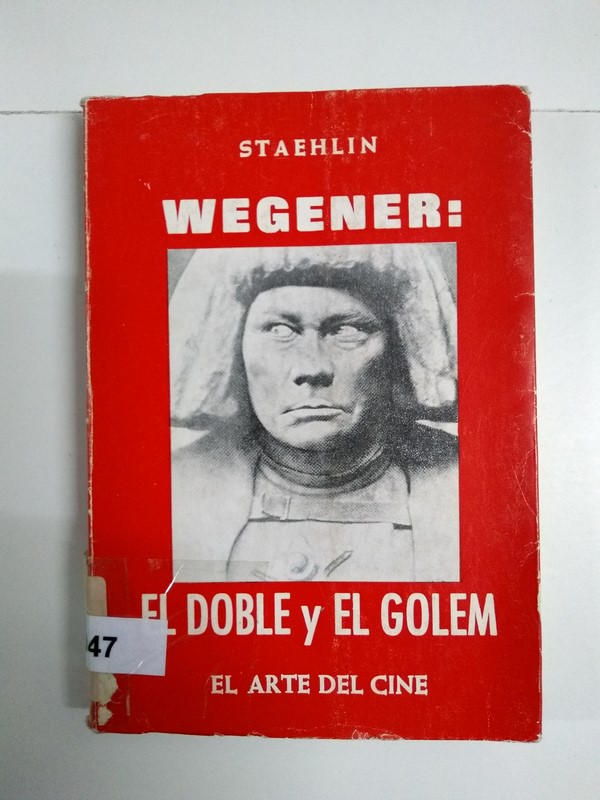 STAEHLIN
WEGENER:
EL DOBLE y EL GOLEM
47
EL ARTE DEL CINE